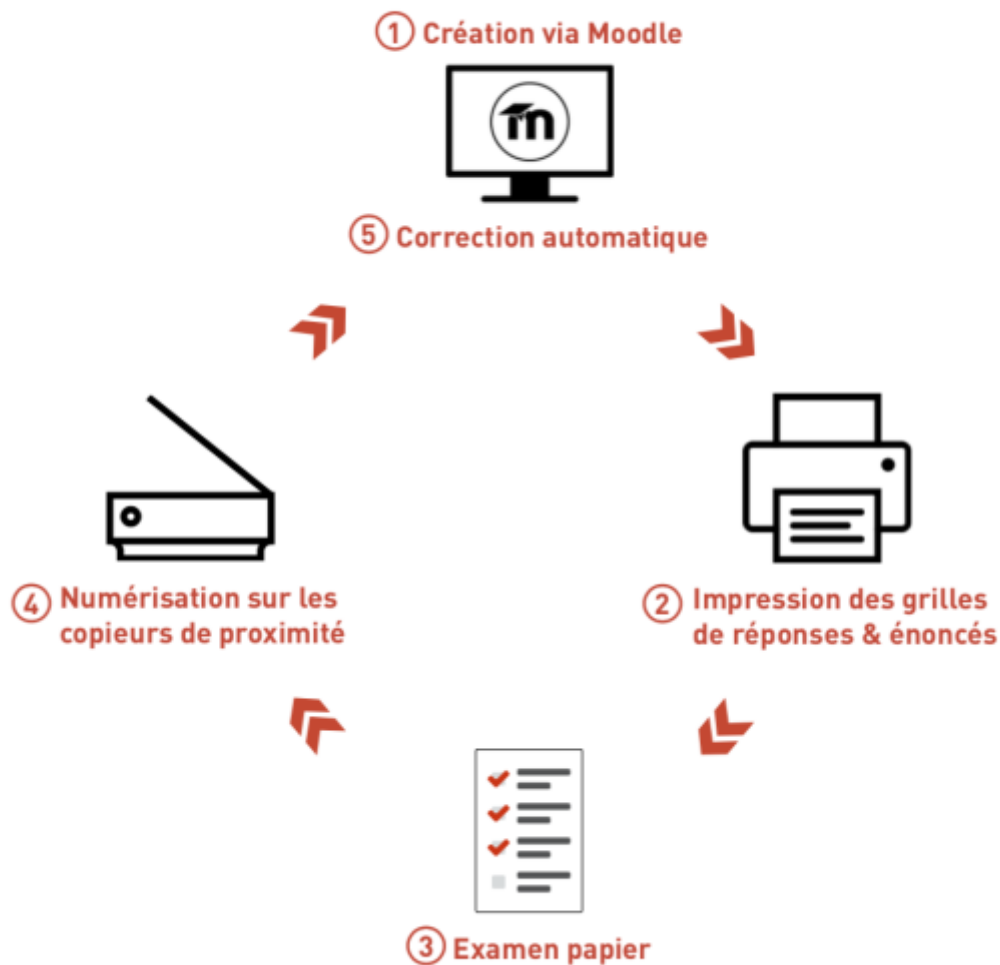 ① Création via Moodle
m
⑤ Correction automatique
④ Numérisation sur les
copieurs de proximité
② Impression des grilles
de réponses & énoncés
③ Examen papier